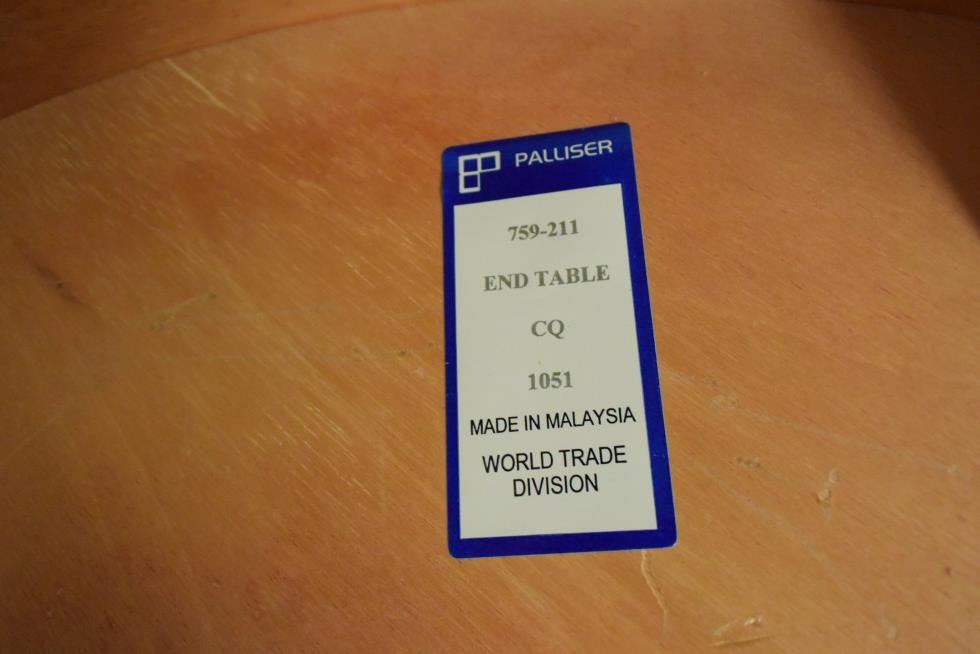 PALLISER
759-211
END TABLE
CQ
1051
MADE IN MALAYSIA
WORLD TRADE
DIVISION